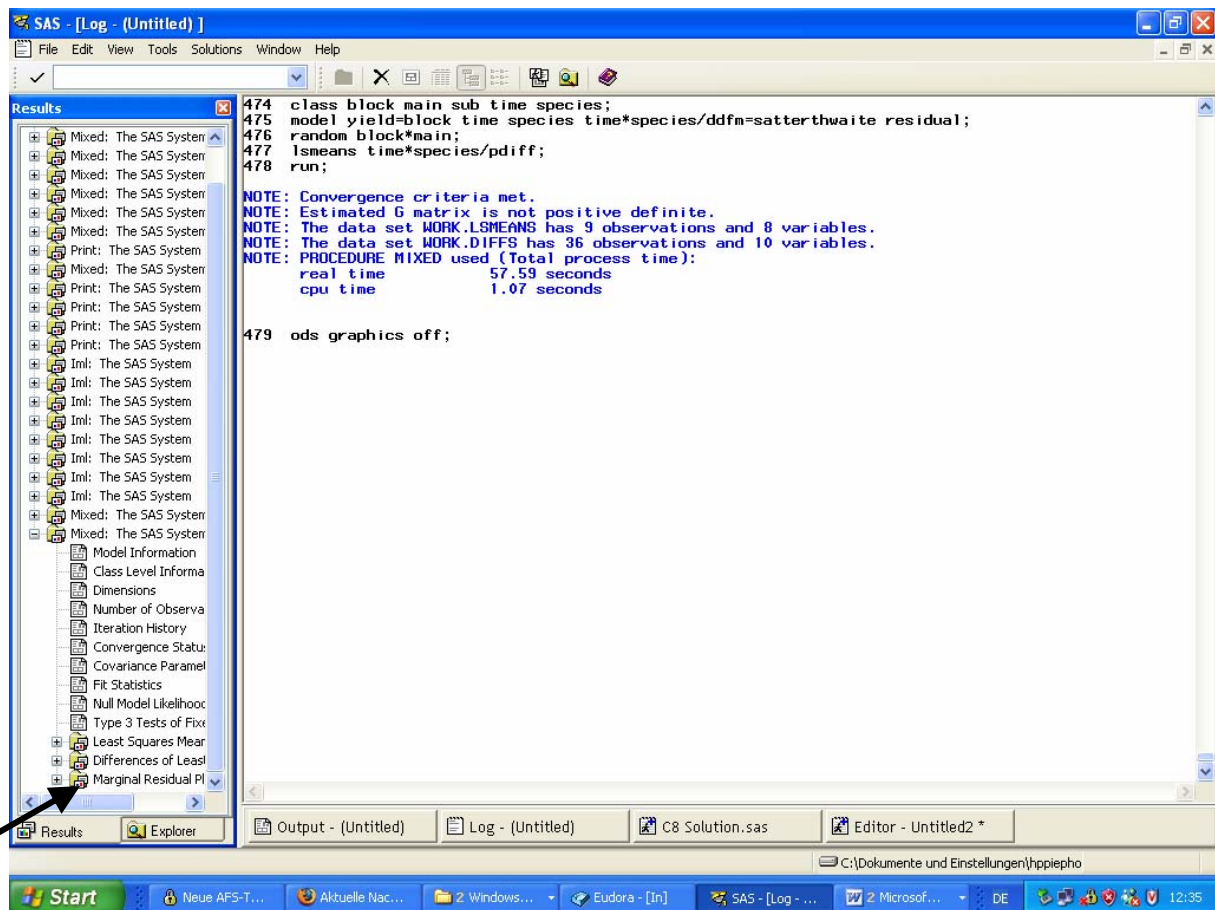 SAS - [Log - (Untitled) ]
File Edit View Tools Solutions Window Help
Results
Mixed: The SAS System
Mixed: The SAS System
Mixed: The SAS System
Mixed: The SAS System
Mixed: The SAS System
Mixed: The SAS System
Print: The SAS System
Mixed: The SAS System
Print: The SAS System
Print: The SAS System
Print: The SAS System
Print: The SAS System
Iml: The SAS System
Iml: The SAS System
Iml: The SAS System
Iml: The SAS System
Iml: The SAS System
Iml: The SAS System
Iml: The SAS System
Iml: The SAS System
Mixed: The SAS System
Mixed: The SAS System
Model Information
Class Level Informa
Dimensions
Number of Observa
Iteration History
Convergence Statu
Covariance Paramel
Fit Statistics
Null Model Likelihooc
Type 3 Tests of Fixe
Least Squares Mear
Differences of Least
Marginal Residual Pl
Results Explorer
474 class block main sub time species;
475 model yield=block time species time*species/ddfm=satterthwaite residual;
476 random block*main;
477 lsmeans time*species/pdiff;
478 run;
NOTE: Convergence criteria met.
NOTE: Estimated G matrix is not positive definite.
NOTE: The data set WORK.LSMEANS has 9 observations and 8 variables.
NOTE: The data set WORK.DIFFS has 36 observations and 10 variables.
NOTE: PROCEDURE MIXED used (Total process time):
real time 57.59 seconds
cpu time 1.07 seconds
479 ods graphics off;
Output - (Untitled) Log - (Untitled) C8 Solution.sas Editor - Untitled2 *
C:\Dokumente und Einstellungen\hppiepho
Start Neue AFS-T... Aktuelle Nac... 2 Windows... Eudora - [In] SAS - [Log - ... 2 Microsof... DE 12:35